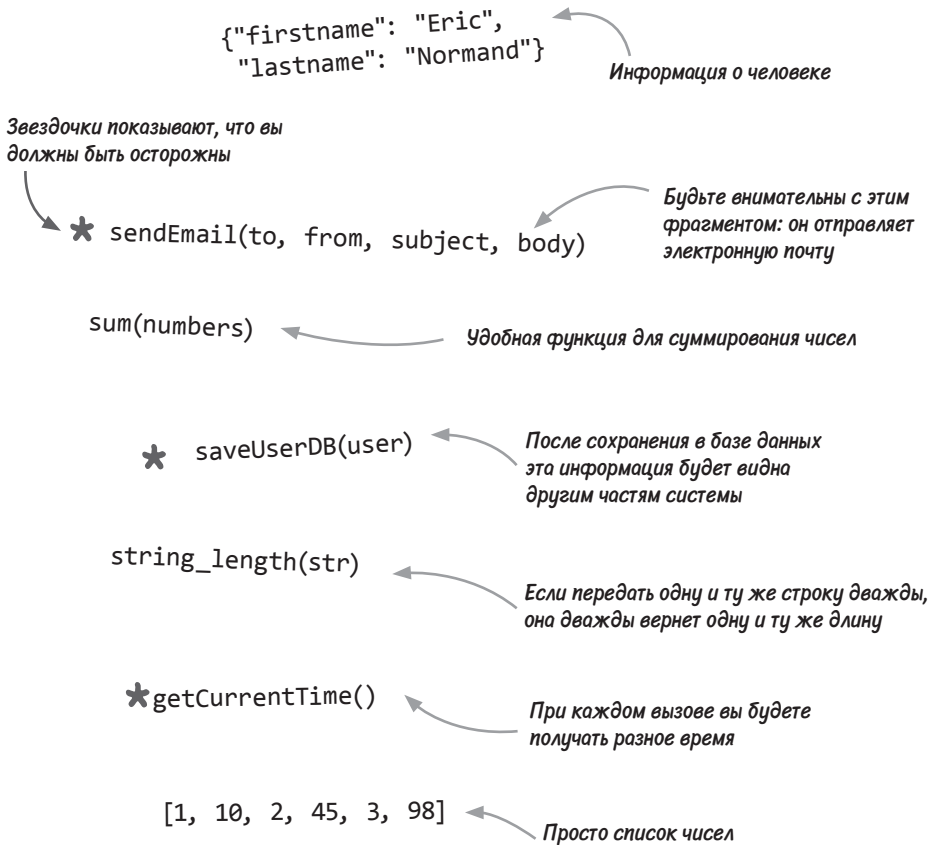 {"firstname": "Eric",
"lastname": "Normand"}
Информация о человеке
Звездочки показывают, что вы
должны быть осторожны
* sendEmail(to, from, subject, body)
Будьте внимательны с этим
фрагментом: он отправляет
электронную почту
sum(numbers)
Удобная функция для суммирования чисел
* saveUserDB(user)
После сохранения в базе данных
эта информация будет видна
другим частям системы
string_length(str)
Если передать одну и ту же строку дважды,
она дважды вернет одну и ту же длину
* getCurrentTime()
При каждом вызове вы будете
получать разное время
[1, 10, 2, 45, 3, 98]
Просто список чисел